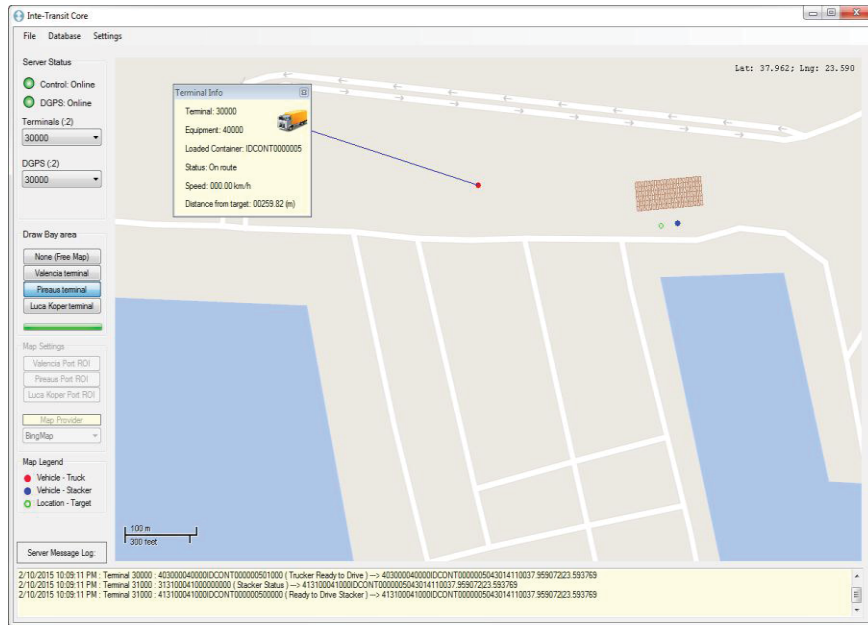 Inte-Transit Core
File Database Settings
Server Status
Control: Online
DGPS: Online
Terminals (:2)
30000
DGPS (:2)
30000
Draw Bay area
None (Free Map)
Valencia terminal
Pireaus terminal
Luca Koper terminal
Map Settings
Valencia Port ROI
Pireaus Port ROI
Luca Koper Port ROI
Map Provider
BingMap
Map Legend
Vehicle - Truck
Vehicle - Stacker
Location - Target
Server Message Log:
Lat: 37.962; Lng: 23.590
Terminal Info
Terminal: 30000
Equipment: 40000
Loaded Container: IDCONT0000005
Status: On route
Speed: 000.00 km/h
Distance from target: 00259.82 (m)
100 m
300 feet
2/10/2015 10:09:11 PM : Terminal 30000 : 403000040000IDCONT000000501000 ( Trucker Ready to Drive ) --> 403000040000IDCONT0000005043014110037.95907223.593769
2/10/2015 10:09:11 PM : Terminal 31000 : 313100041000000000 ( Stacker Status ) --> 413100041000IDCONT0000005043014110037.95907223.593769
2/10/2015 10:09:11 PM : Terminal 31000 : 413100041000IDCONT000000500000 ( Ready to Drive Stacker ) --> 413100041000IDCONT0000005043014110037.95907223.593769